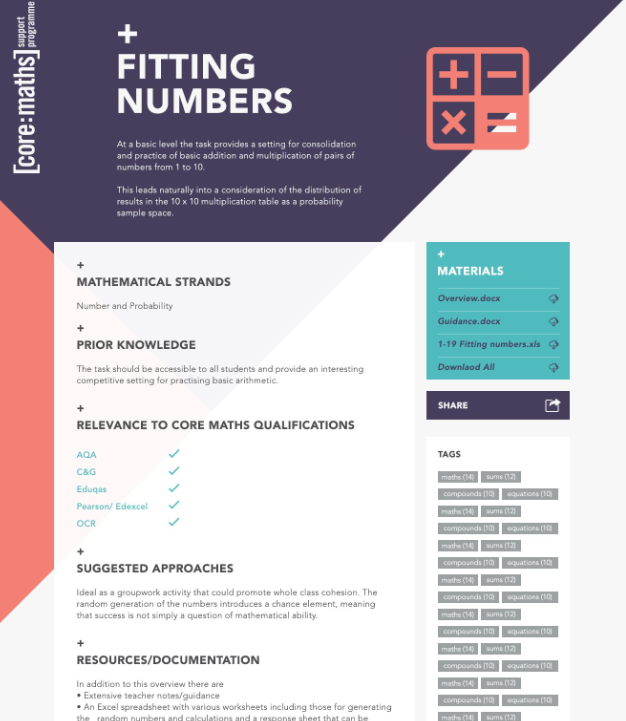 [core:maths] support
programme
+
FITTING
NUMBERS
At a basic level the task provides a setting for consolidation
and practice of basic addition and multiplication of pairs of
numbers from 1 to 10.
This leads naturally into a consideration of the distribution of
results in the 10 x 10 multiplication table as a probability
sample space.
+
MATHEMATICAL STRANDS
Number and Probability
+
PRIOR KNOWLEDGE
The task should be accessible to all students and provide an interesting
competitive setting for practising basic arithmetic.
+
RELEVANCE TO CORE MATHS QUALIFICATIONS
AQA
C&G
Eduqas
Pearson/ Edexcel
OCR
+
SUGGESTED APPROACHES
Ideal as a groupwork activity that could promote whole class cohesion. The
random generation of the numbers introduces a chance element, meaning
that success is not simply a question of mathematical ability.
+
RESOURCES/DOCUMENTATION
In addition to this overview there are
• Extensive teacher notes/guidance
• An Excel spreadsheet with various worksheets including those for generating
the random numbers and calculations and a response sheet that can be
+
MATERIALS
Overview.docx
Guidance.docx
1-19 Fitting numbers.xls
Downlaod All
SHARE
TAGS
maths (14) sums (12)
compounds (10) equations (10)
maths (14) sums (12)
compounds (10) equations (10)
maths (14) sums (12)
compounds (10) equations (10)
maths (14) sums (12)
compounds (10) equations (10)
maths (14) sums (12)
compounds (10) equations (10)
maths (14) sums (12)
compounds (10) equations (10)
maths (14) sums (12)
compounds (10) equations (10)
maths (14) sums (12)